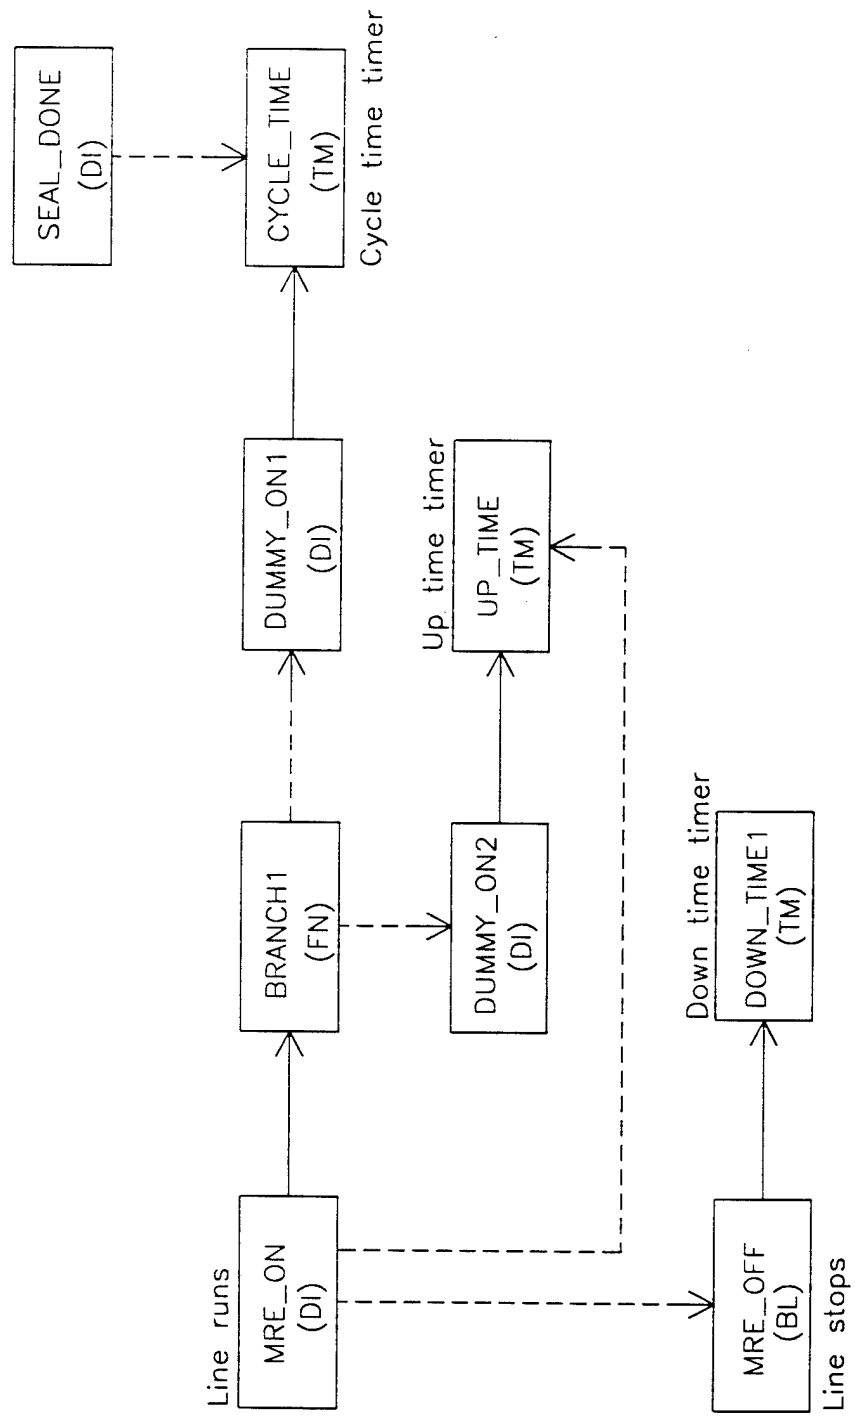 SEAL_DONE
(DI)
Line runs
MRE_ON
(DI)
BRANCH1
(FN)
DUMMY_ON1
(DI)
CYCLE_TIME
(TM)
Cycle time timer
DUMMY_ON2
(DI)
Up time timer
UP_TIME
(TM)
MRE_OFF
(BL)
Line stops
Down time timer
DOWN_TIME1
(TM)